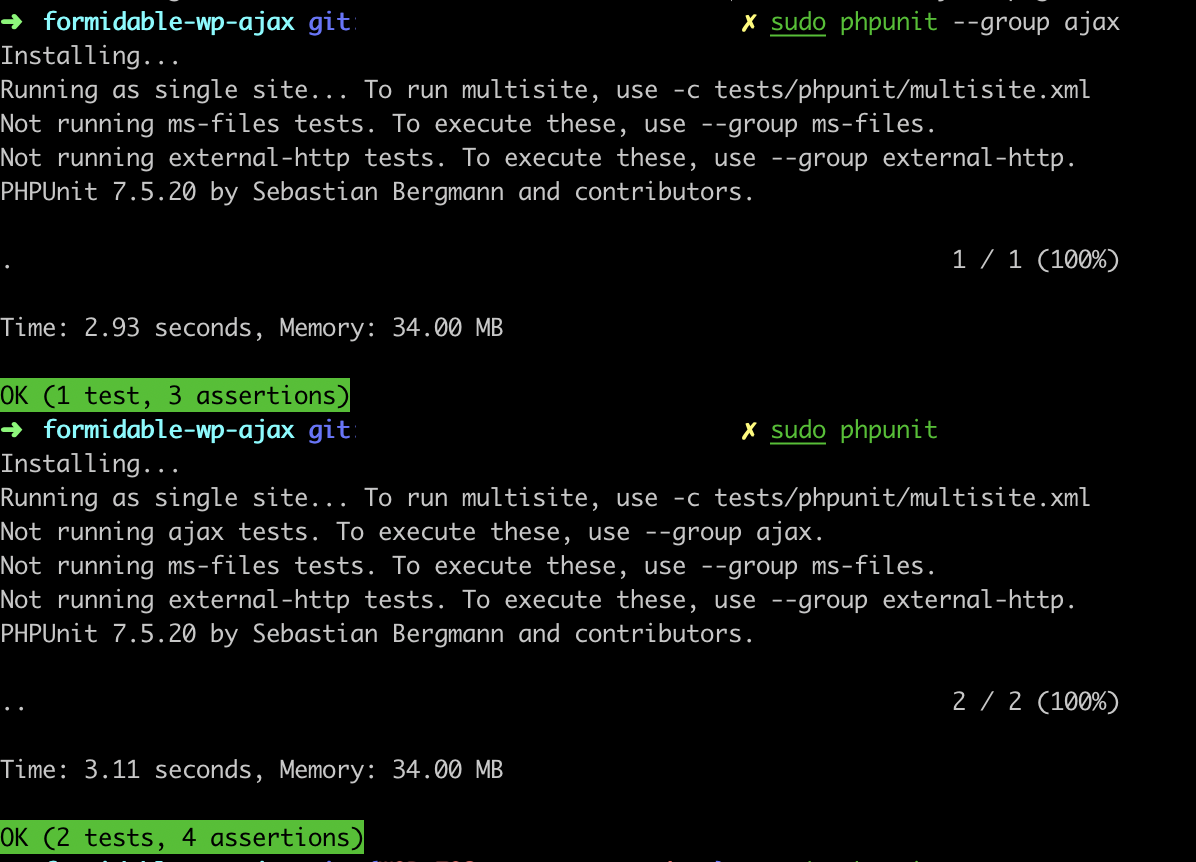 ➜ formidable-wp-ajax git: ✗ sudo phpunit --group ajax
Installing...
Running as single site... To run multisite, use -c tests/phpunit/multisite.xml
Not running ms-files tests. To execute these, use --group ms-files.
Not running external-http tests. To execute these, use --group external-http.
PHPUnit 7.5.20 by Sebastian Bergmann and contributors.
. 1 / 1 (100%)
Time: 2.93 seconds, Memory: 34.00 MB
OK (1 test, 3 assertions)
➜ formidable-wp-ajax git: ✗ sudo phpunit
Installing...
Running as single site... To run multisite, use -c tests/phpunit/multisite.xml
Not running ajax tests. To execute these, use --group ajax.
Not running ms-files tests. To execute these, use --group ms-files.
Not running external-http tests. To execute these, use --group external-http.
PHPUnit 7.5.20 by Sebastian Bergmann and contributors.
.. 2 / 2 (100%)
Time: 3.11 seconds, Memory: 34.00 MB
OK (2 tests, 4 assertions)